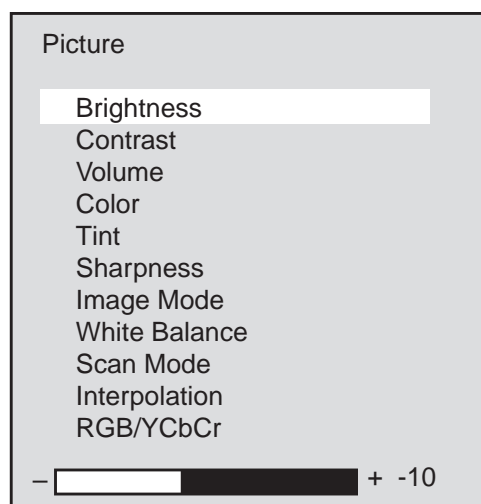 Picture
Brightness
Contrast
Volume
Color
Tint
Sharpness
Image Mode
White Balance
Scan Mode
Interpolation
RGB/YCbCr
– + -10